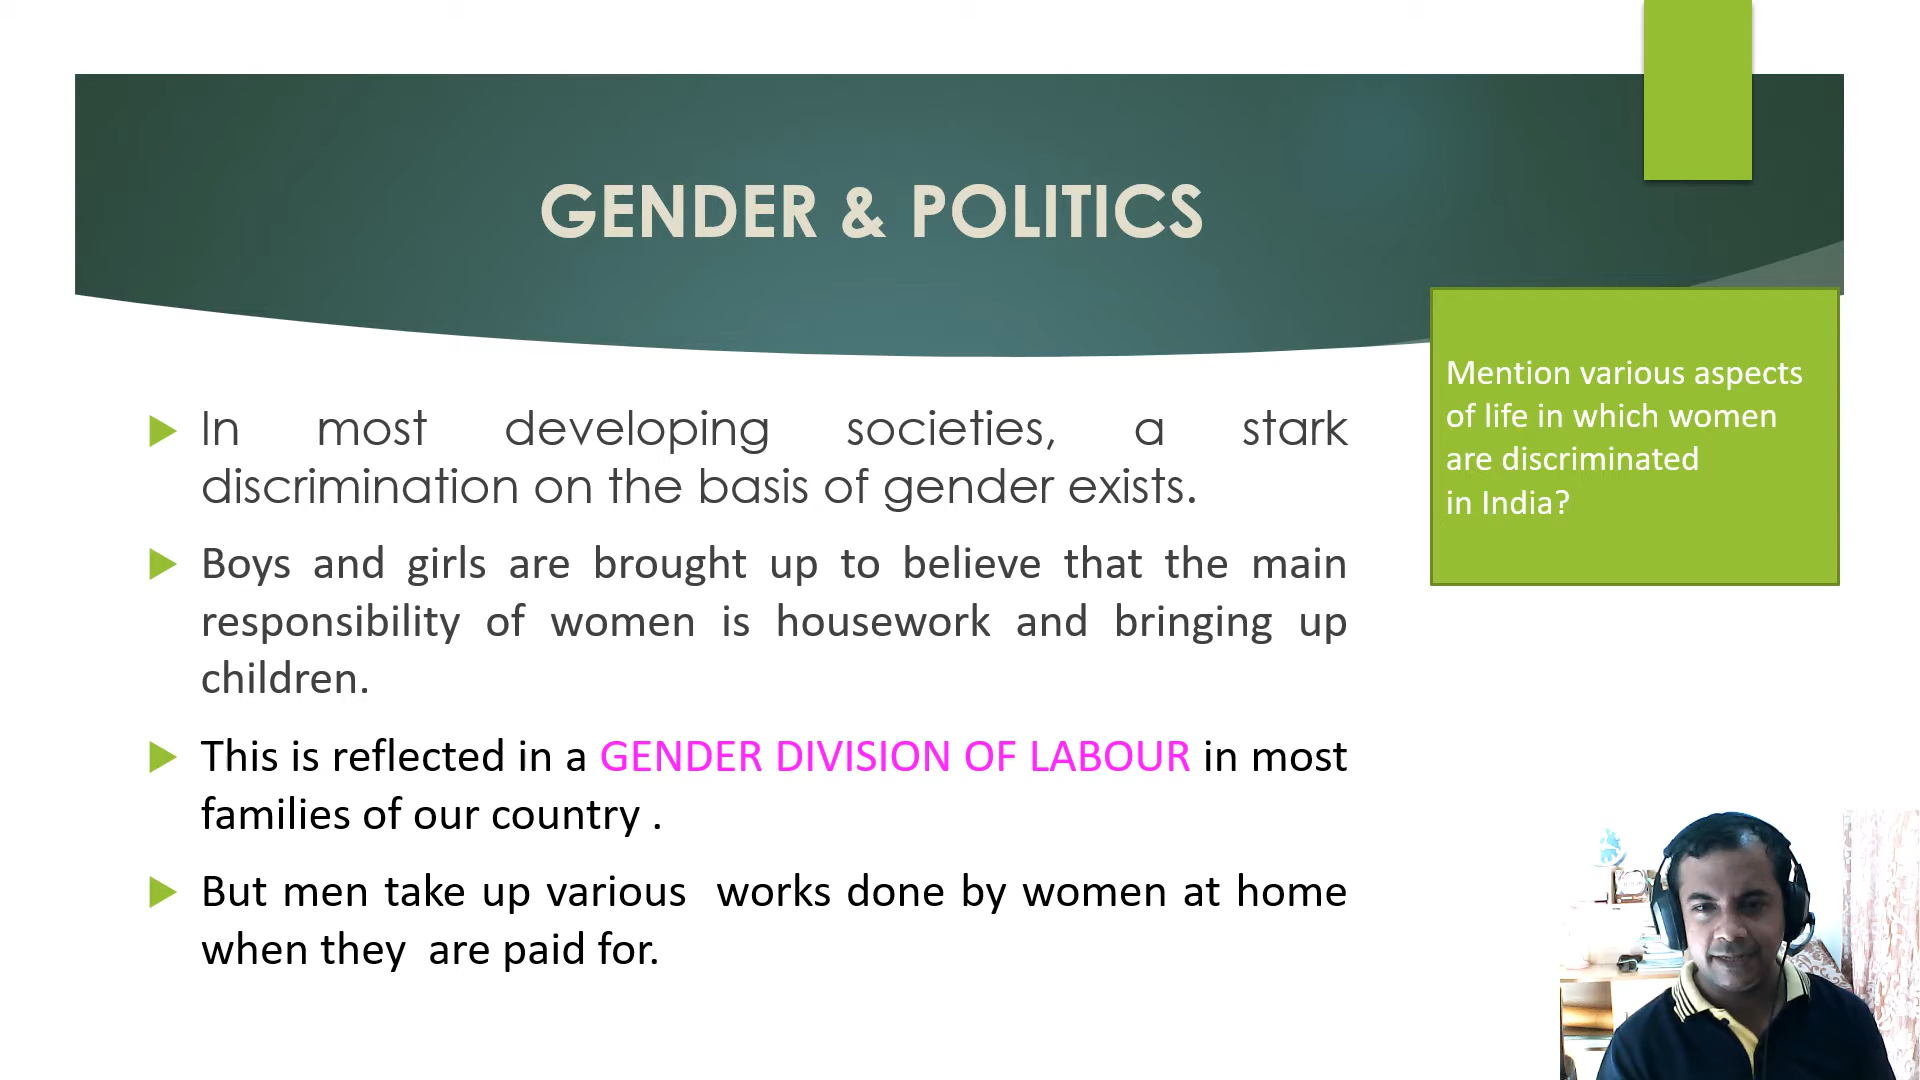 GENDER & POLITICS
In most developing societies, a stark
discrimination on the basis of gender exists.
Boys and girls are brought up to believe that the main
responsibility of women is housework and bringing up
children.
This is reflected in a GENDER DIVISION OF LABOUR in most
families of our country .
But men take up various works done by women at home
when they are paid for.
Mention various aspects
of life in which women
are discriminated
in India?